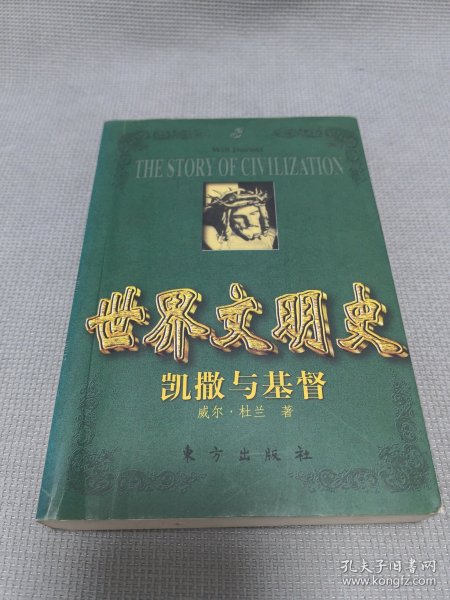 Will Durant
THE STORY OF CIVILIZATION
世界文明史
凯撒与基督
威尔·杜兰 著
東方出版社
孔夫子旧书网
www.kongfz.com